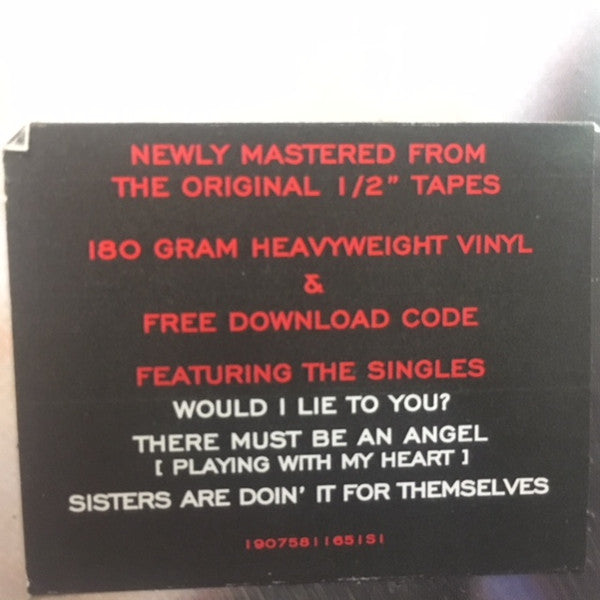 NEWLY MASTERED FROM
THE ORIGINAL 1/2" TAPES
180 GRAM HEAVYWEIGHT VINYL
&
FREE DOWNLOAD CODE
FEATURING THE SINGLES
WOULD I LIE TO YOU?
THERE MUST BE AN ANGEL
[ PLAYING WITH MY HEART ]
SISTERS ARE DOIN' IT FOR THEMSELVES
19075811651S1